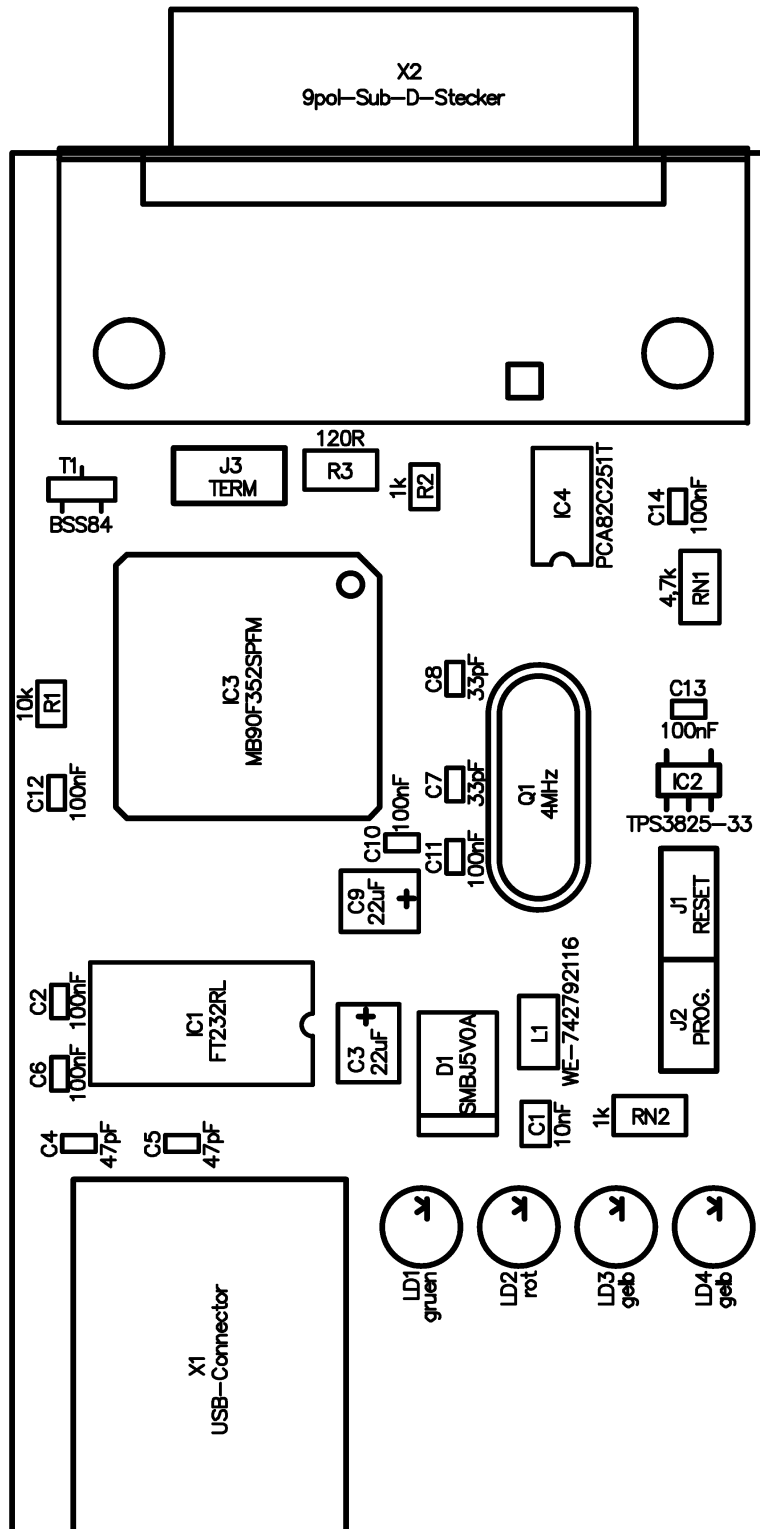 X2
9pol-Sub-D-Stecker
T1
BSS84
J3
TERM
120R
R3
1k
R2
IC4
PCA82C251T
C14
100nF
4,7k
RN1
IC3
MB90F352SPFM
10k
R1
C8
33pF
C13
100nF
C12
100nF
C7
33pF
Q1
4MHz
IC2
TPS3825-33
C10
100nF
C11
100nF
C9
22uF
J1
RESET
J2
PROG.
C2
100nF
IC1
FT232RL
C6
100nF
C3
22uF
D1
SMBJ5V0A
L1
WE-742792116
C1
10nF
1k
RN2
C4
47pF
C5
47pF
LD1
gruen
LD2
rot
LD3
gelb
LD4
gelb
X1
USB-Connector